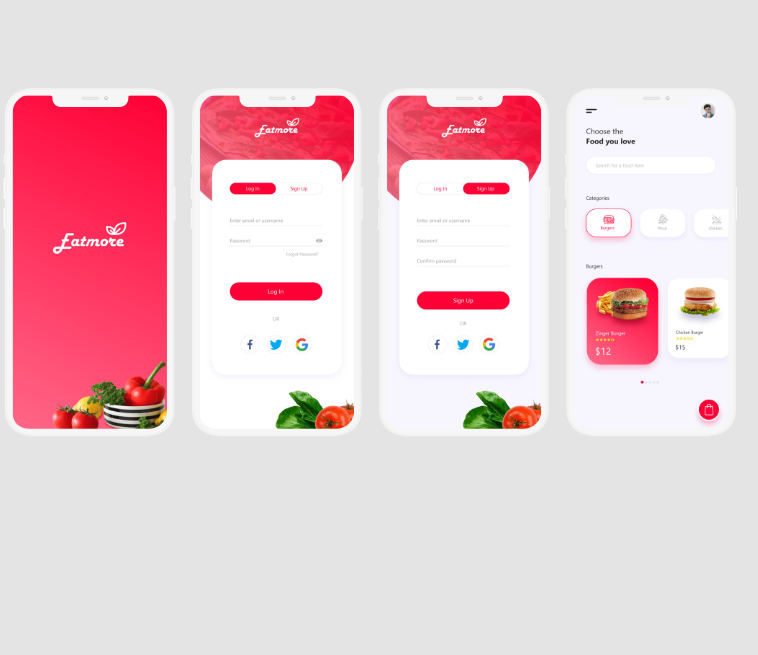 Eatmore
Eatmore
Log In
Sign Up
Enter email or username
Password
Forgot Password?
Log In
OR
Eatmore
Log In
Sign Up
Enter email or username
Password
Confirm password
Sign Up
OR
Choose the
Food you love
Search for a food item
Categories
Burgers
Pizza
chicken
Burgers
Zinger Burger
$12
Chicken Burger
$15